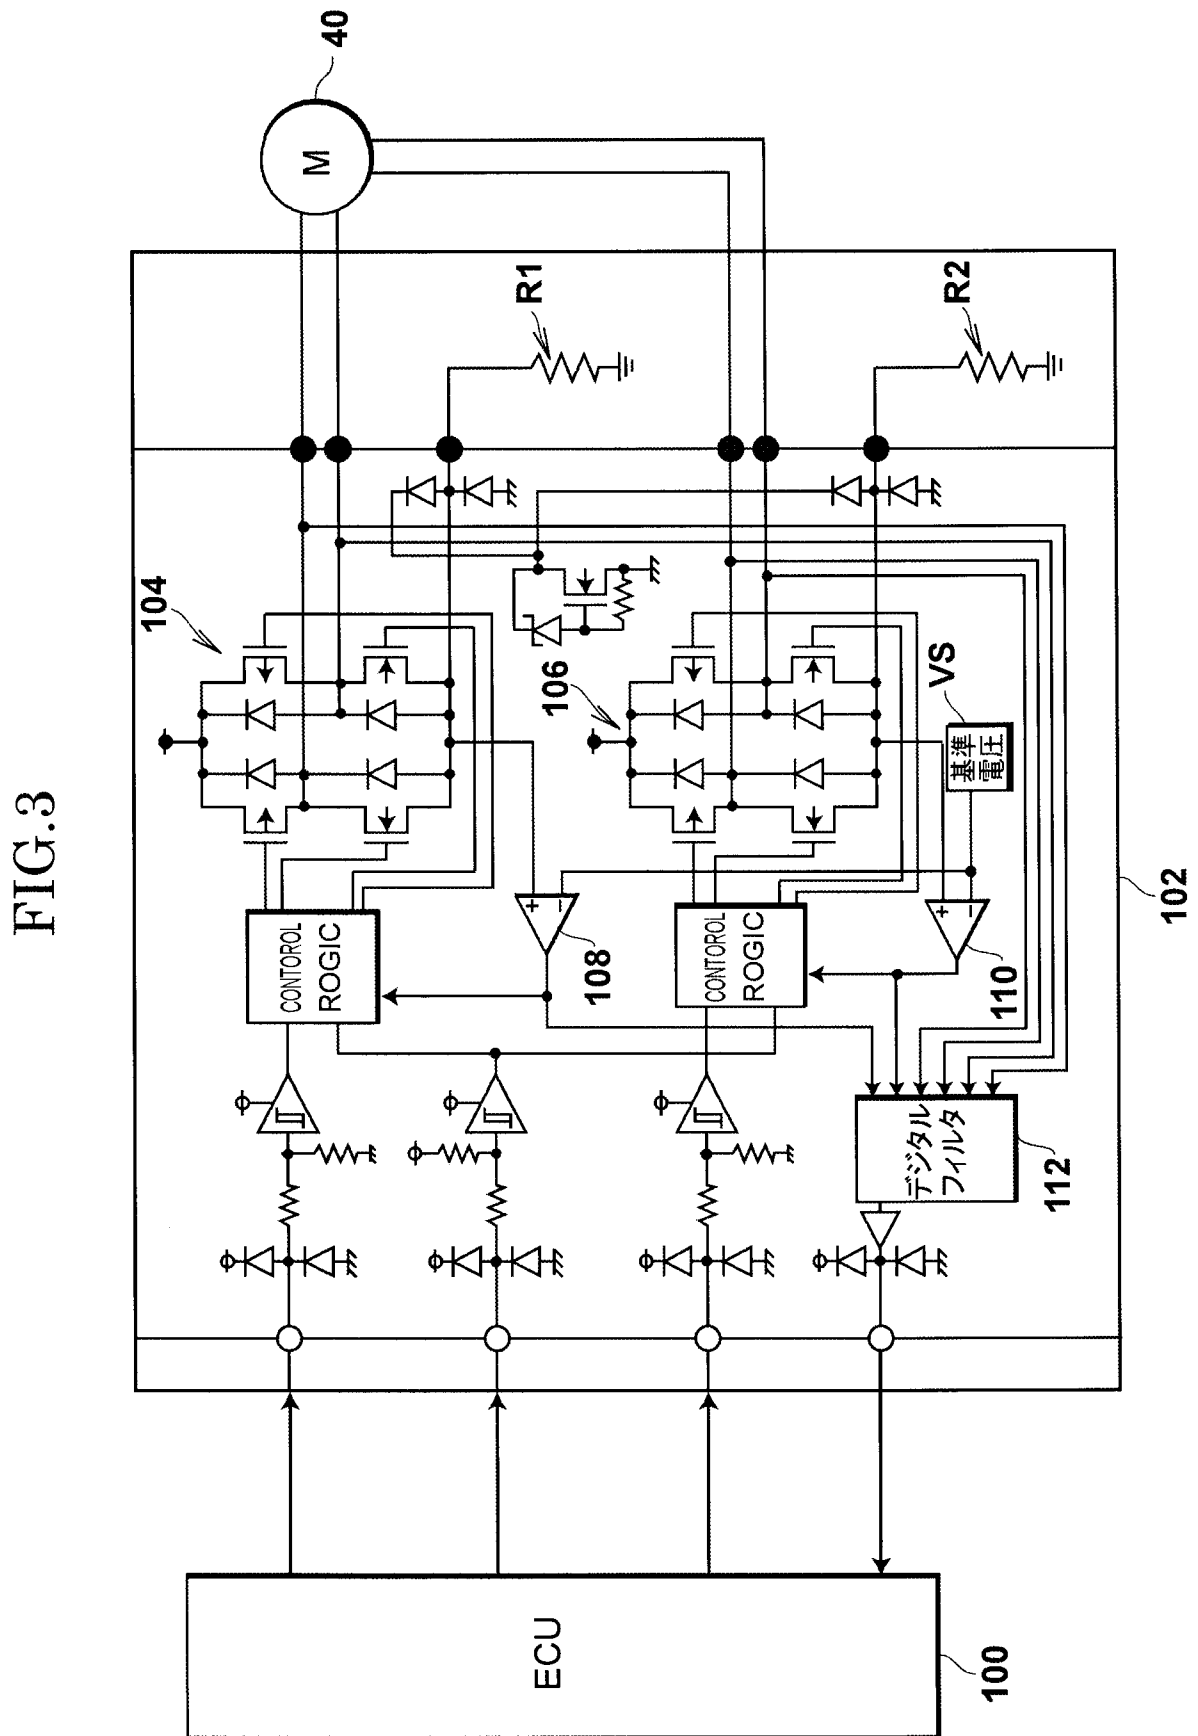 FIG.3
40
M
R1
R2
104
106
VS
基準
電圧
CONTOROL
ROGIC
+
−
108
CONTOROL
ROGIC
+
−
110
102
デジタル
フィルタ
112
ECU
100